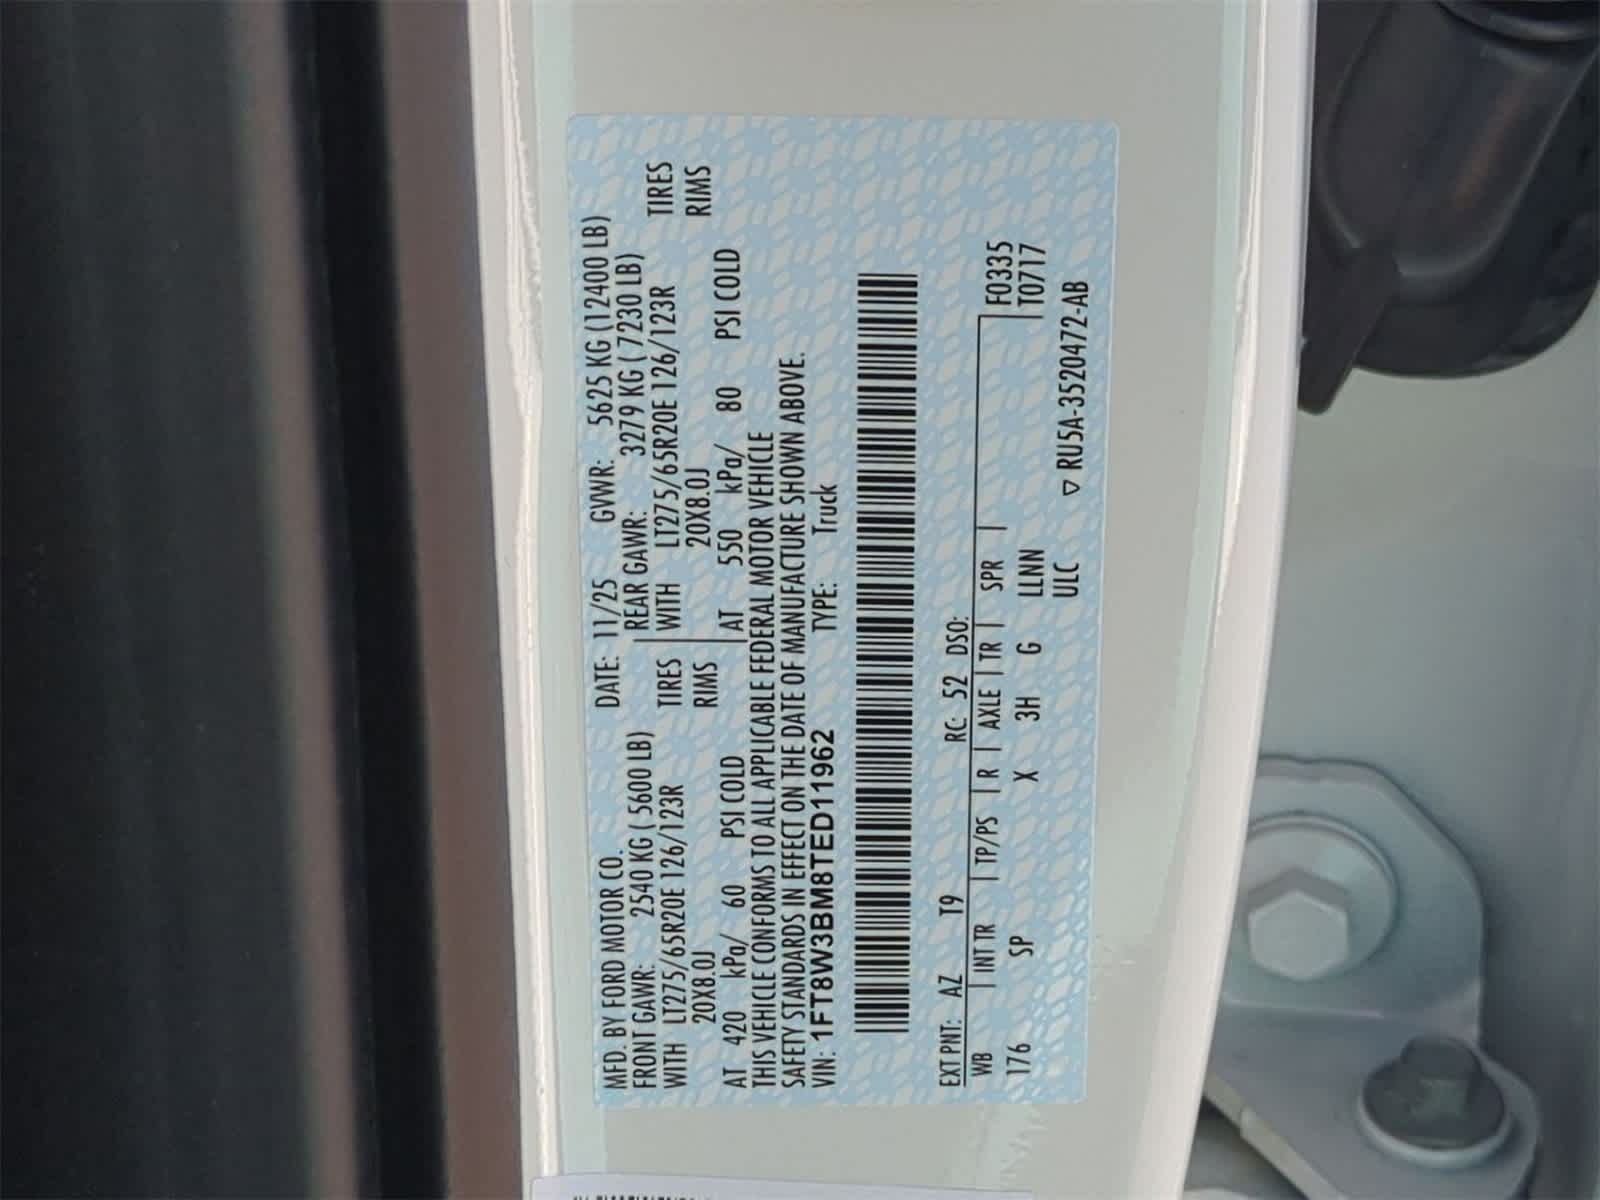 MFD. BY FORD MOTOR CO. DATE: 11/25 GVWR: 5625 KG (12400 LB)
FRONT GAWR: 2540 KG ( 5600 LB) REAR GAWR: 3279 KG ( 7230 LB)
WITH LT275/65R20E 126/123R TIRES WITH LT275/65R20E 126/123R TIRES
20X8.0J RIMS 20X8.0J RIMS
AT 420 kPa/ 60 PSI COLD AT 550 kPa/ 80 PSI COLD
THIS VEHICLE CONFORMS TO ALL APPLICABLE FEDERAL MOTOR VEHICLE
SAFETY STANDARDS IN EFFECT ON THE DATE OF MANUFACTURE SHOWN ABOVE.
VIN: 1FT8W3BM8TED11962 TYPE: Truck
EXT PNT: AZ T9 RC: 52 DSO:
WB INT TR TP/PS R AXLE TR SPR F0335
176 SP X 3H G LLNN T0717
ULC ▽ RU5A-3520472-AB